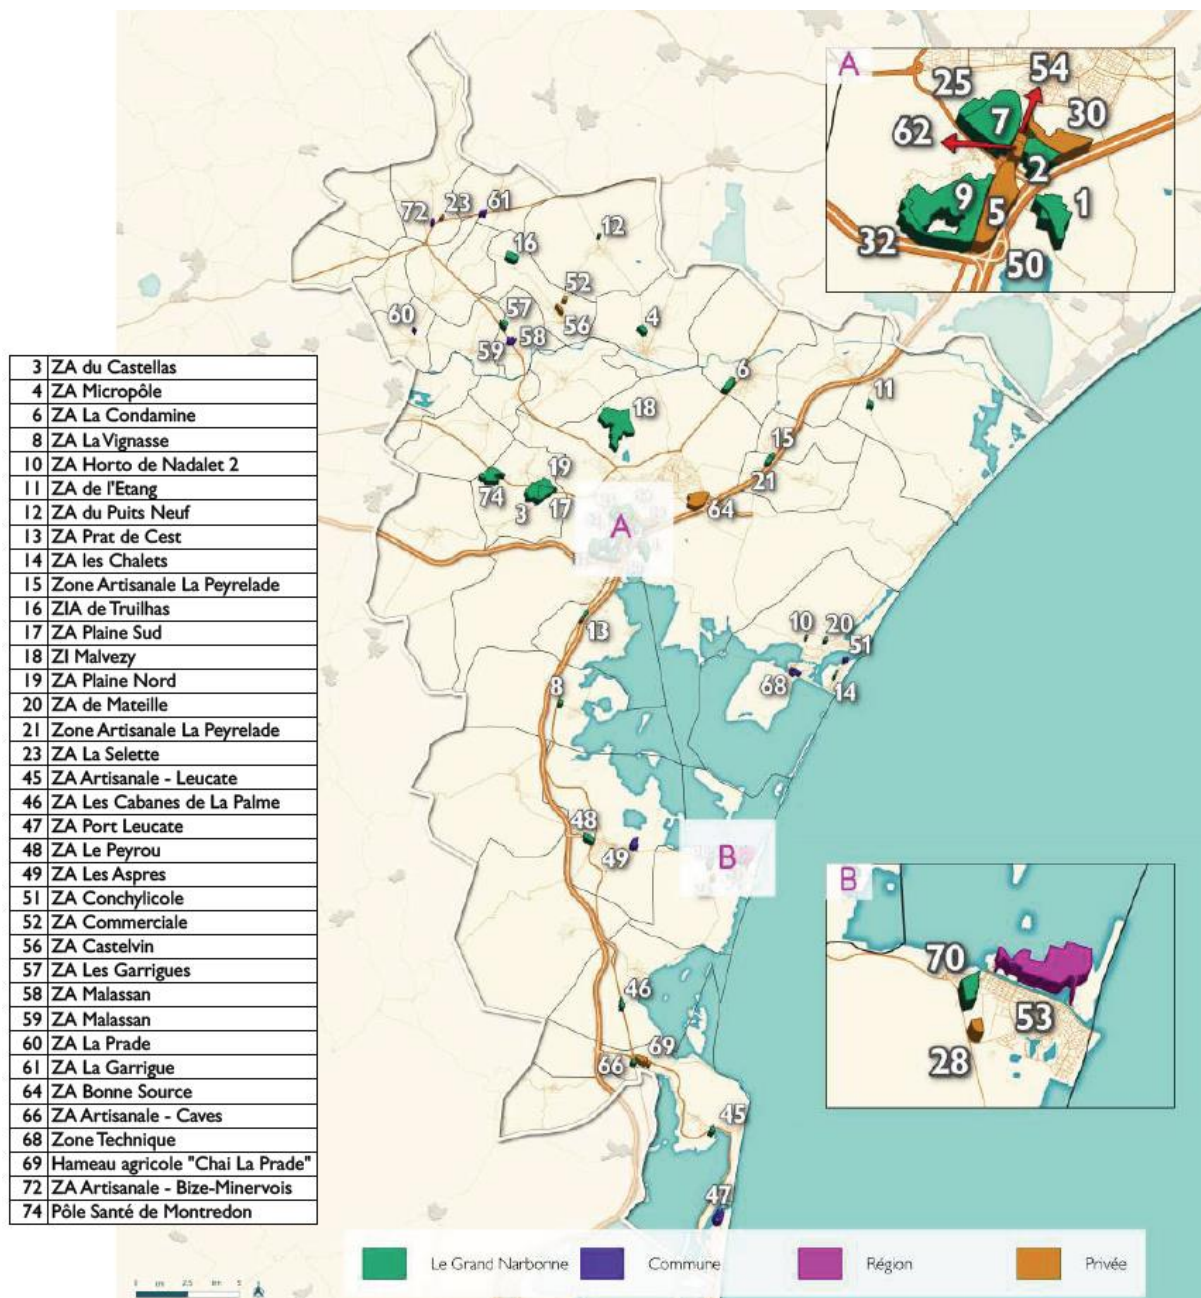 3 ZA du Castellas
4 ZA Micropôle
6 ZA La Condamine
8 ZA La Vignasse
10 ZA Horto de Nadalet 2
11 ZA de l'Etang
12 ZA du Puits Neuf
13 ZA Prat de Cest
14 ZA les Chalets
15 Zone Artisanale La Peyrelade
16 ZIA de Truilhas
17 ZA Plaine Sud
18 ZI Malvezy
19 ZA Plaine Nord
20 ZA de Mateille
21 Zone Artisanale La Peyrelade
23 ZA La Selette
45 ZA Artisanale - Leucate
46 ZA Les Cabanes de La Palme
47 ZA Port Leucate
48 ZA Le Peyrou
49 ZA Les Aspres
51 ZA Conchylicole
52 ZA Commerciale
56 ZA Castelvin
57 ZA Les Garrigues
58 ZA Malassan
59 ZA Malassan
60 ZA La Prade
61 ZA La Garrigue
64 ZA Bonne Source
66 ZA Artisanale - Caves
68 Zone Technique
69 Hameau agricole "Chai La Prade"
72 ZA Artisanale - Bize-Minervois
74 Pôle Santé de Montredon
72
23
61
12
16
52
56
60
57
58
59
4
6
11
18
15
21
19
74
3
17
64
A
13
10
20
51
68
14
8
48
49
B
46
69
66
45
47
A
54
25
30
7
62
2
9
5
1
32
50
B
70
53
28
Le Grand Narbonne
Commune
Région
Privée
0
2.5
km
5